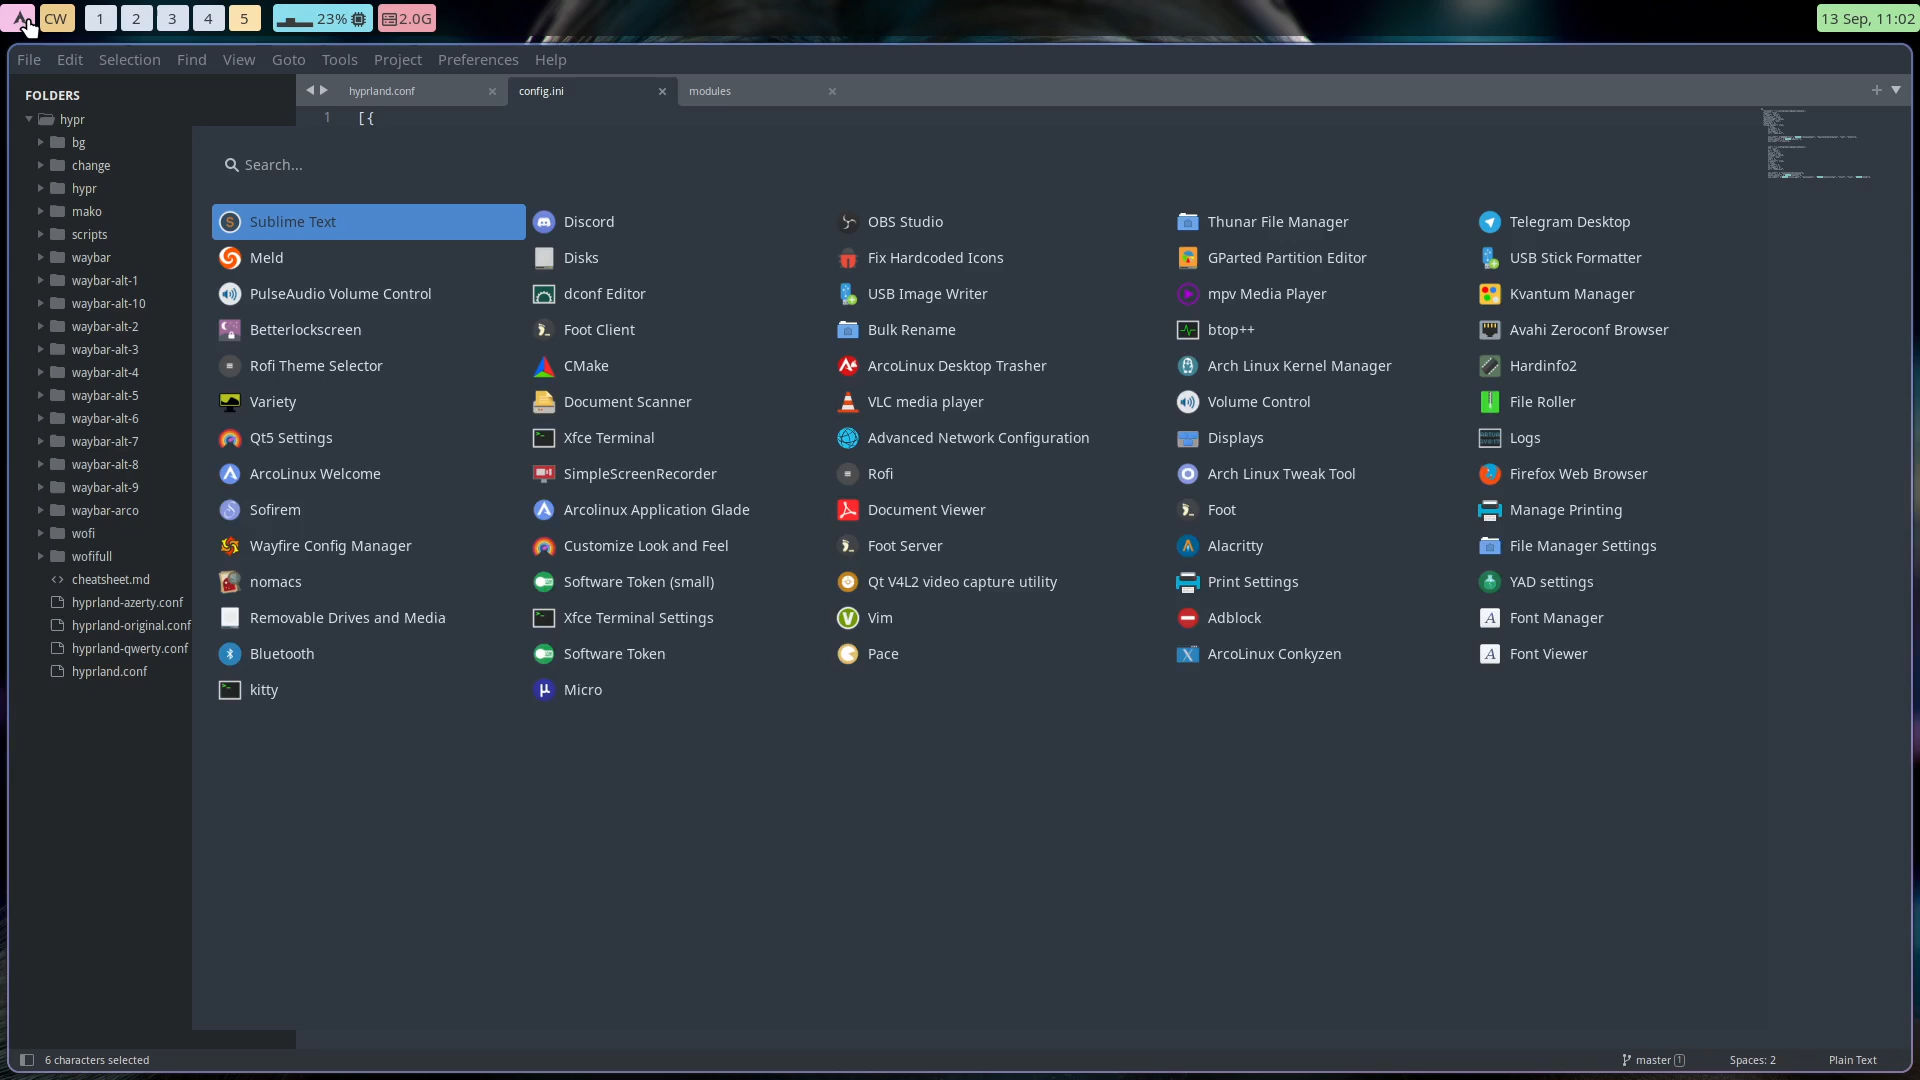 CW 1 2 3 4 5 23% 2.0G 13 Sep, 11:02
File Edit Selection Find View Goto Tools Project Preferences Help
FOLDERS
hypr
bg
change
hypr
mako
scripts
waybar
waybar-alt-1
waybar-alt-10
waybar-alt-2
waybar-alt-3
waybar-alt-4
waybar-alt-5
waybar-alt-6
waybar-alt-7
waybar-alt-8
waybar-alt-9
waybar-arco
wofi
wofifull
cheatsheet.md
hyprland-azerty.conf
hyprland-original.conf
hyprland-qwerty.conf
hyprland.conf
hyprland.conf config.ini modules
1 [{
Search...
Sublime Text Discord OBS Studio Thunar File Manager Telegram Desktop
Meld Disks Fix Hardcoded Icons GParted Partition Editor USB Stick Formatter
PulseAudio Volume Control dconf Editor USB Image Writer mpv Media Player Kvantum Manager
Betterlockscreen Foot Client Bulk Rename btop++ Avahi Zeroconf Browser
Rofi Theme Selector CMake ArcoLinux Desktop Trasher Arch Linux Kernel Manager Hardinfo2
Variety Document Scanner VLC media player Volume Control File Roller
Qt5 Settings Xfce Terminal Advanced Network Configuration Displays Logs
ArcoLinux Welcome SimpleScreenRecorder Rofi Arch Linux Tweak Tool Firefox Web Browser
Sofirem Arcolinux Application Glade Document Viewer Foot Manage Printing
Wayfire Config Manager Customize Look and Feel Foot Server Alacritty File Manager Settings
nomacs Software Token (small) Qt V4L2 video capture utility Print Settings YAD settings
Removable Drives and Media Xfce Terminal Settings Vim Adblock Font Manager
Bluetooth Software Token Pace ArcoLinux Conkyzen Font Viewer
kitty Micro
6 characters selected master 1 Spaces: 2 Plain Text